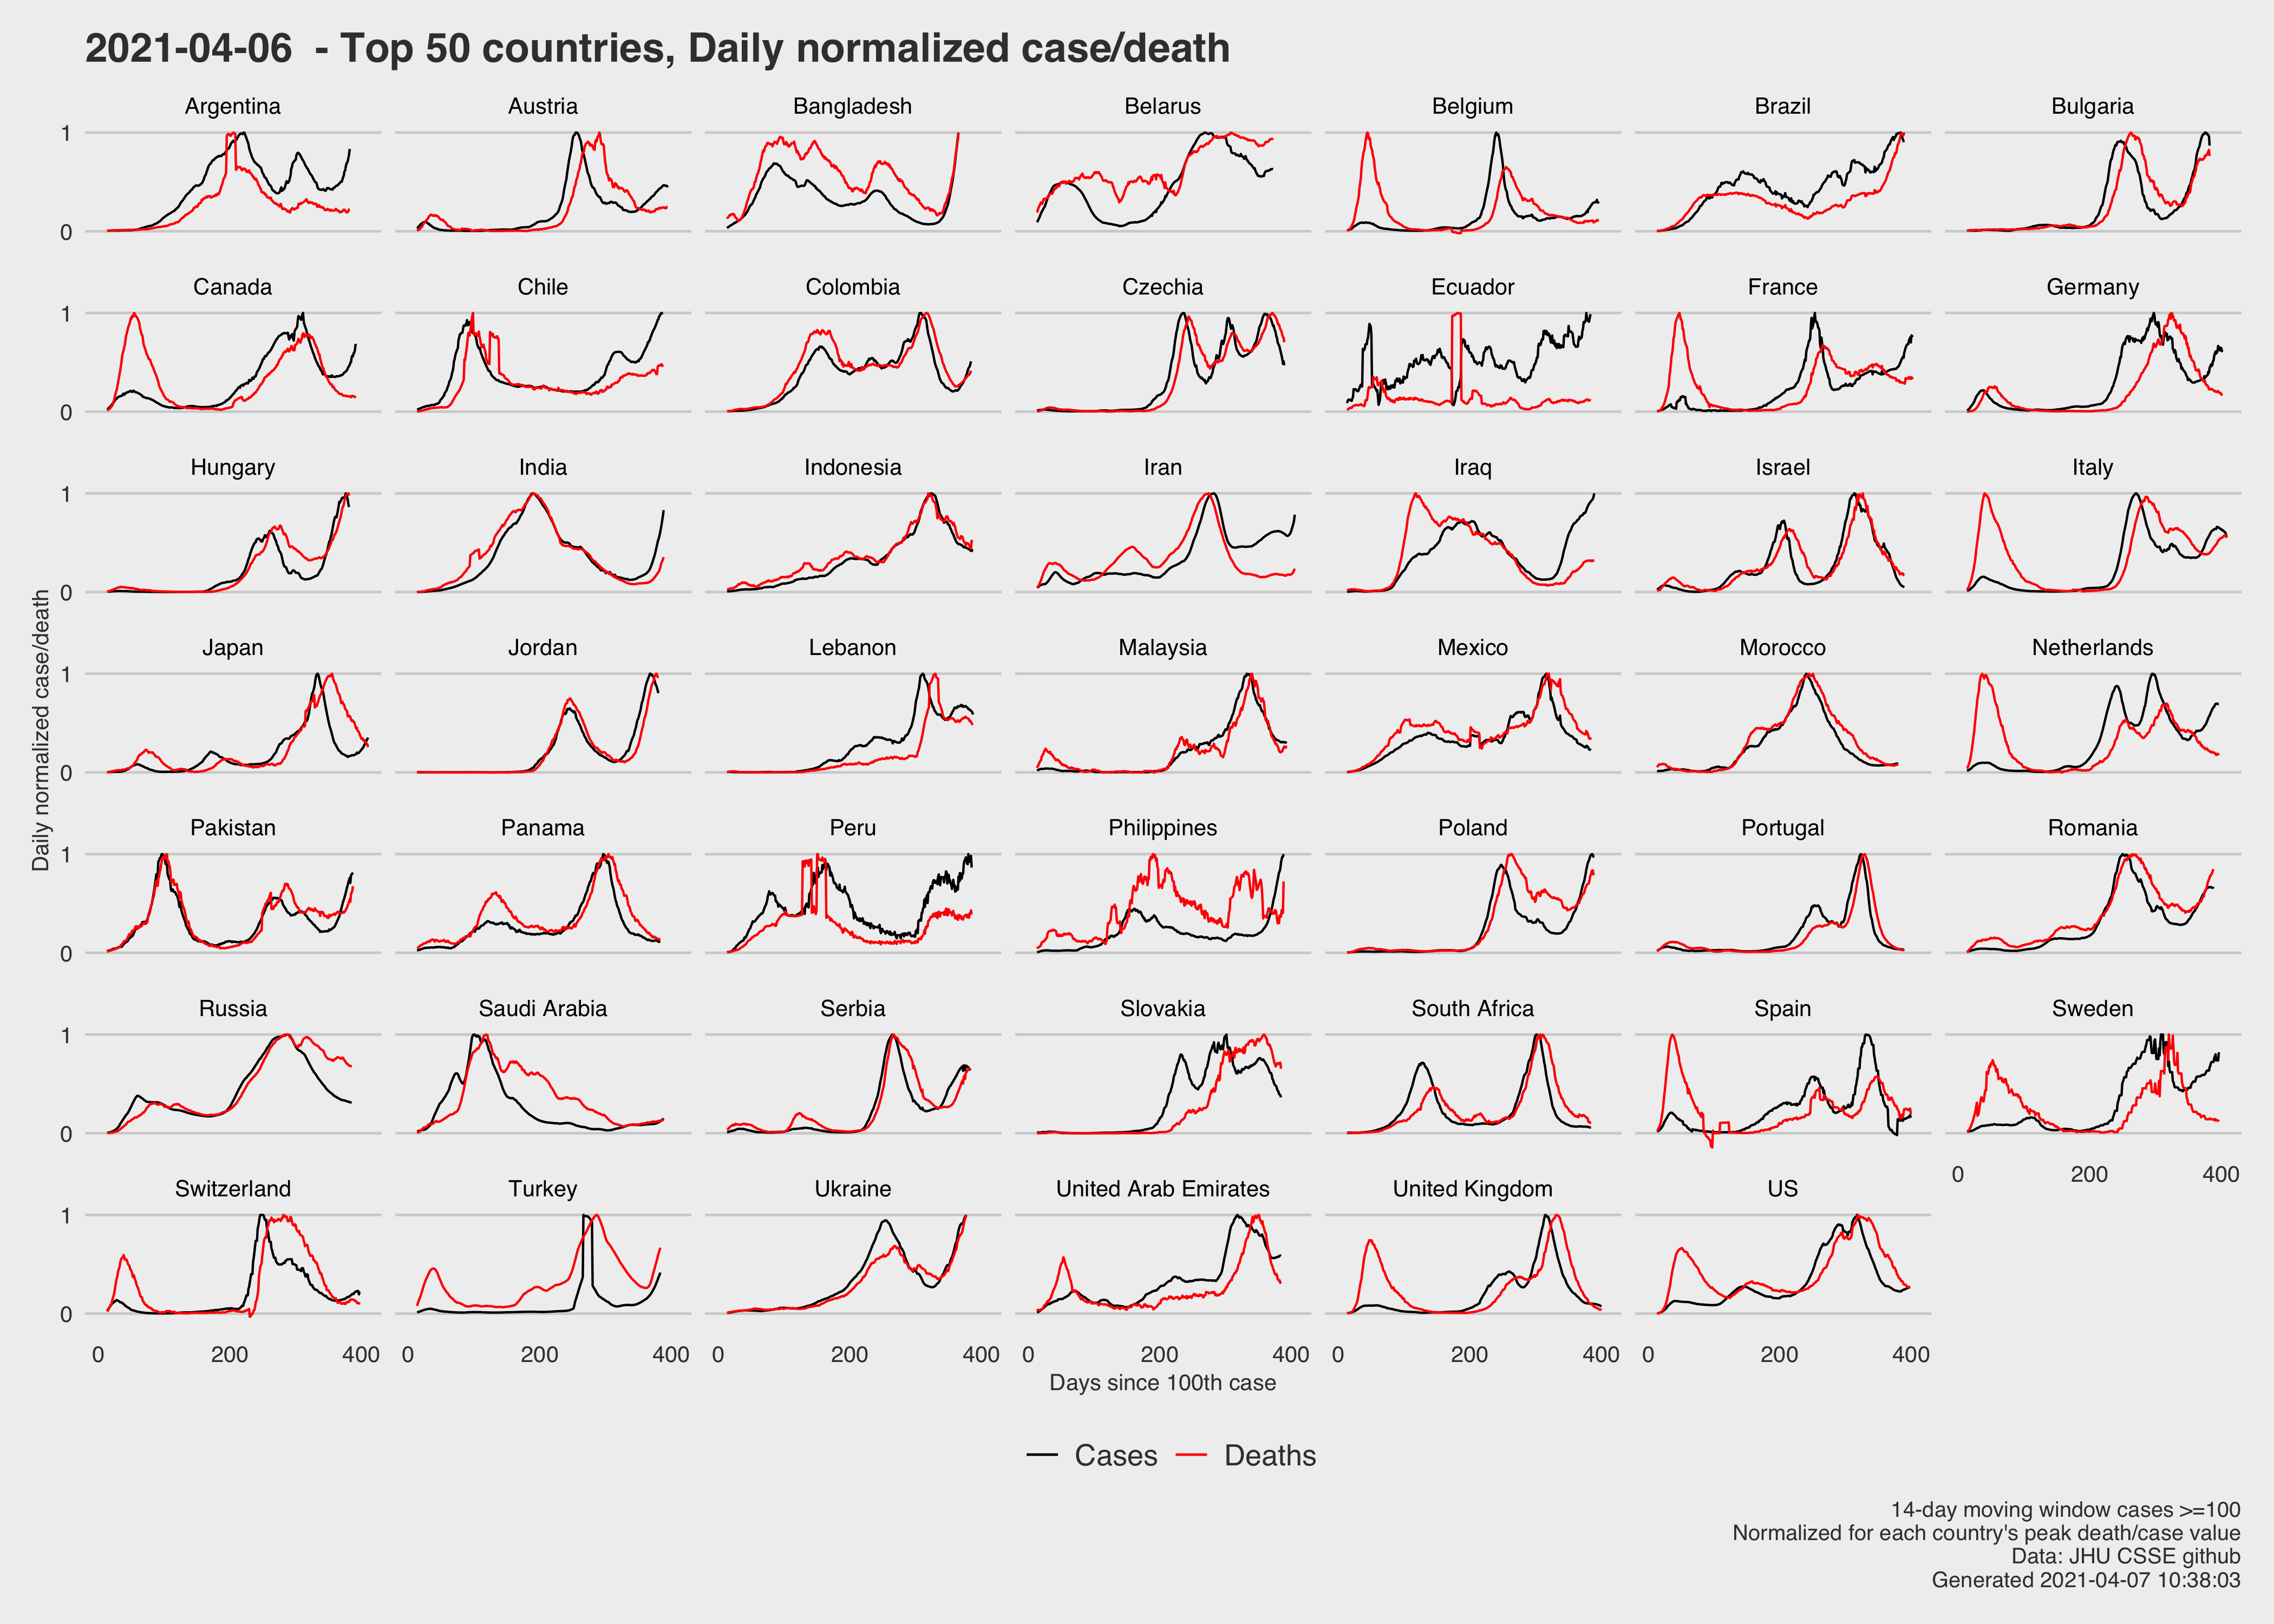 2021-04-06  - Top 50 countries, Daily normalized case/death
Argentina Austria Bangladesh Belarus Belgium Brazil Bulgaria
1
0
Canada Chile Colombia Czechia Ecuador France Germany
1
0
Hungary India Indonesia Iran Iraq Israel Italy
1
0
Japan Jordan Lebanon Malaysia Mexico Morocco Netherlands
1
0
Daily normalized case/death
Pakistan Panama Peru Philippines Poland Portugal Romania
1
0
Russia Saudi Arabia Serbia Slovakia South Africa Spain Sweden
1
0
0 200 400
Switzerland Turkey Ukraine United Arab Emirates United Kingdom US
1
0
0 200 400 0 200 400 0 200 400 0 200 400 0 200 400 0 200 400
Days since 100th case
Cases Deaths
14-day moving window cases >=100
Normalized for each country's peak death/case value
Data: JHU CSSE github
Generated 2021-04-07 10:38:03